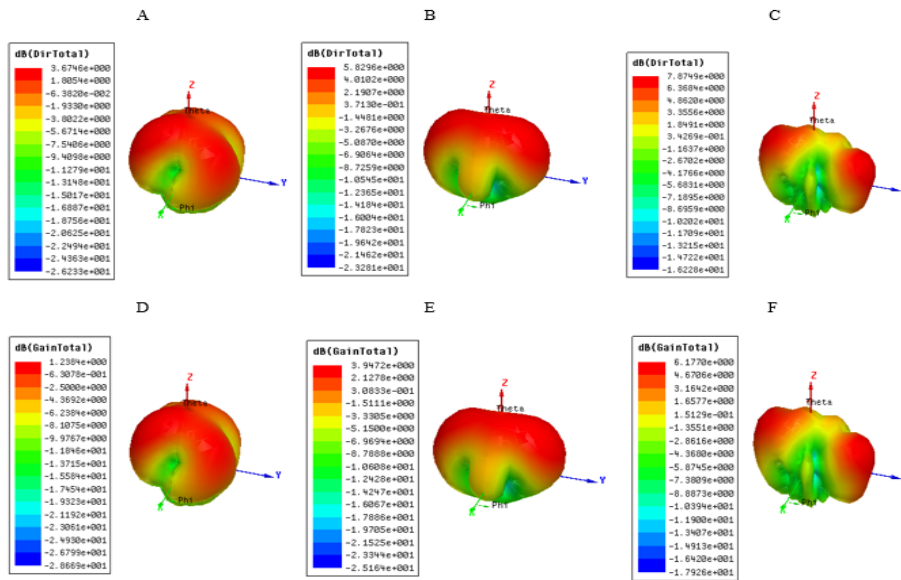 A
B
C
dB(DirTotal)
3.6746e+000
1.8054e+000
-6.3820e-002
-1.9330e+000
-3.8022e+000
-5.6714e+000
-7.5406e+000
-9.4098e+000
-1.1279e+001
-1.3148e+001
-1.5017e+001
-1.6887e+001
-1.8756e+001
-2.0625e+001
-2.2494e+001
-2.4363e+001
-2.6233e+001
Z
Theta
Y
X
Phi
dB(DirTotal)
5.8296e+000
4.0102e+000
2.1907e+000
3.7130e-001
-1.4481e+000
-3.2676e+000
-5.0870e+000
-6.9064e+000
-8.7259e+000
-1.0545e+001
-1.2365e+001
-1.4184e+001
-1.6004e+001
-1.7823e+001
-1.9642e+001
-2.1462e+001
-2.3281e+001
Z
Theta
Y
X
Phi
dB(DirTotal)
7.8749e+000
6.3684e+000
4.8620e+000
3.3556e+000
1.8491e+000
3.4269e-001
-1.1637e+000
-2.6702e+000
-4.1766e+000
-5.6831e+000
-7.1895e+000
-8.6959e+000
-1.0202e+001
-1.1709e+001
-1.3215e+001
-1.4722e+001
-1.6228e+001
Z
Theta
X
Phi
D
E
F
dB(GainTotal)
1.2384e+000
-6.3078e-001
-2.5000e+000
-4.3692e+000
-6.2384e+000
-8.1075e+000
-9.9767e+000
-1.1846e+001
-1.3715e+001
-1.5584e+001
-1.7454e+001
-1.9323e+001
-2.1192e+001
-2.3061e+001
-2.4930e+001
-2.6799e+001
-2.8669e+001
Z
Theta
Y
X
Phi
dB(GainTotal)
3.9472e+000
2.1278e+000
3.0833e-001
-1.5111e+000
-3.3305e+000
-5.1500e+000
-6.9694e+000
-8.7888e+000
-1.0608e+001
-1.2428e+001
-1.4247e+001
-1.6067e+001
-1.7886e+001
-1.9705e+001
-2.1525e+001
-2.3344e+001
-2.5164e+001
Z
Theta
Y
X
Phi
dB(GainTotal)
6.1770e+000
4.6706e+000
3.1642e+000
1.6577e+000
1.5129e-001
-1.3551e+000
-2.8616e+000
-4.3680e+000
-5.8745e+000
-7.3809e+000
-8.8873e+000
-1.0394e+001
-1.1900e+001
-1.3407e+001
-1.4913e+001
-1.6420e+001
-1.7926e+001
Z
Theta
X
Phi